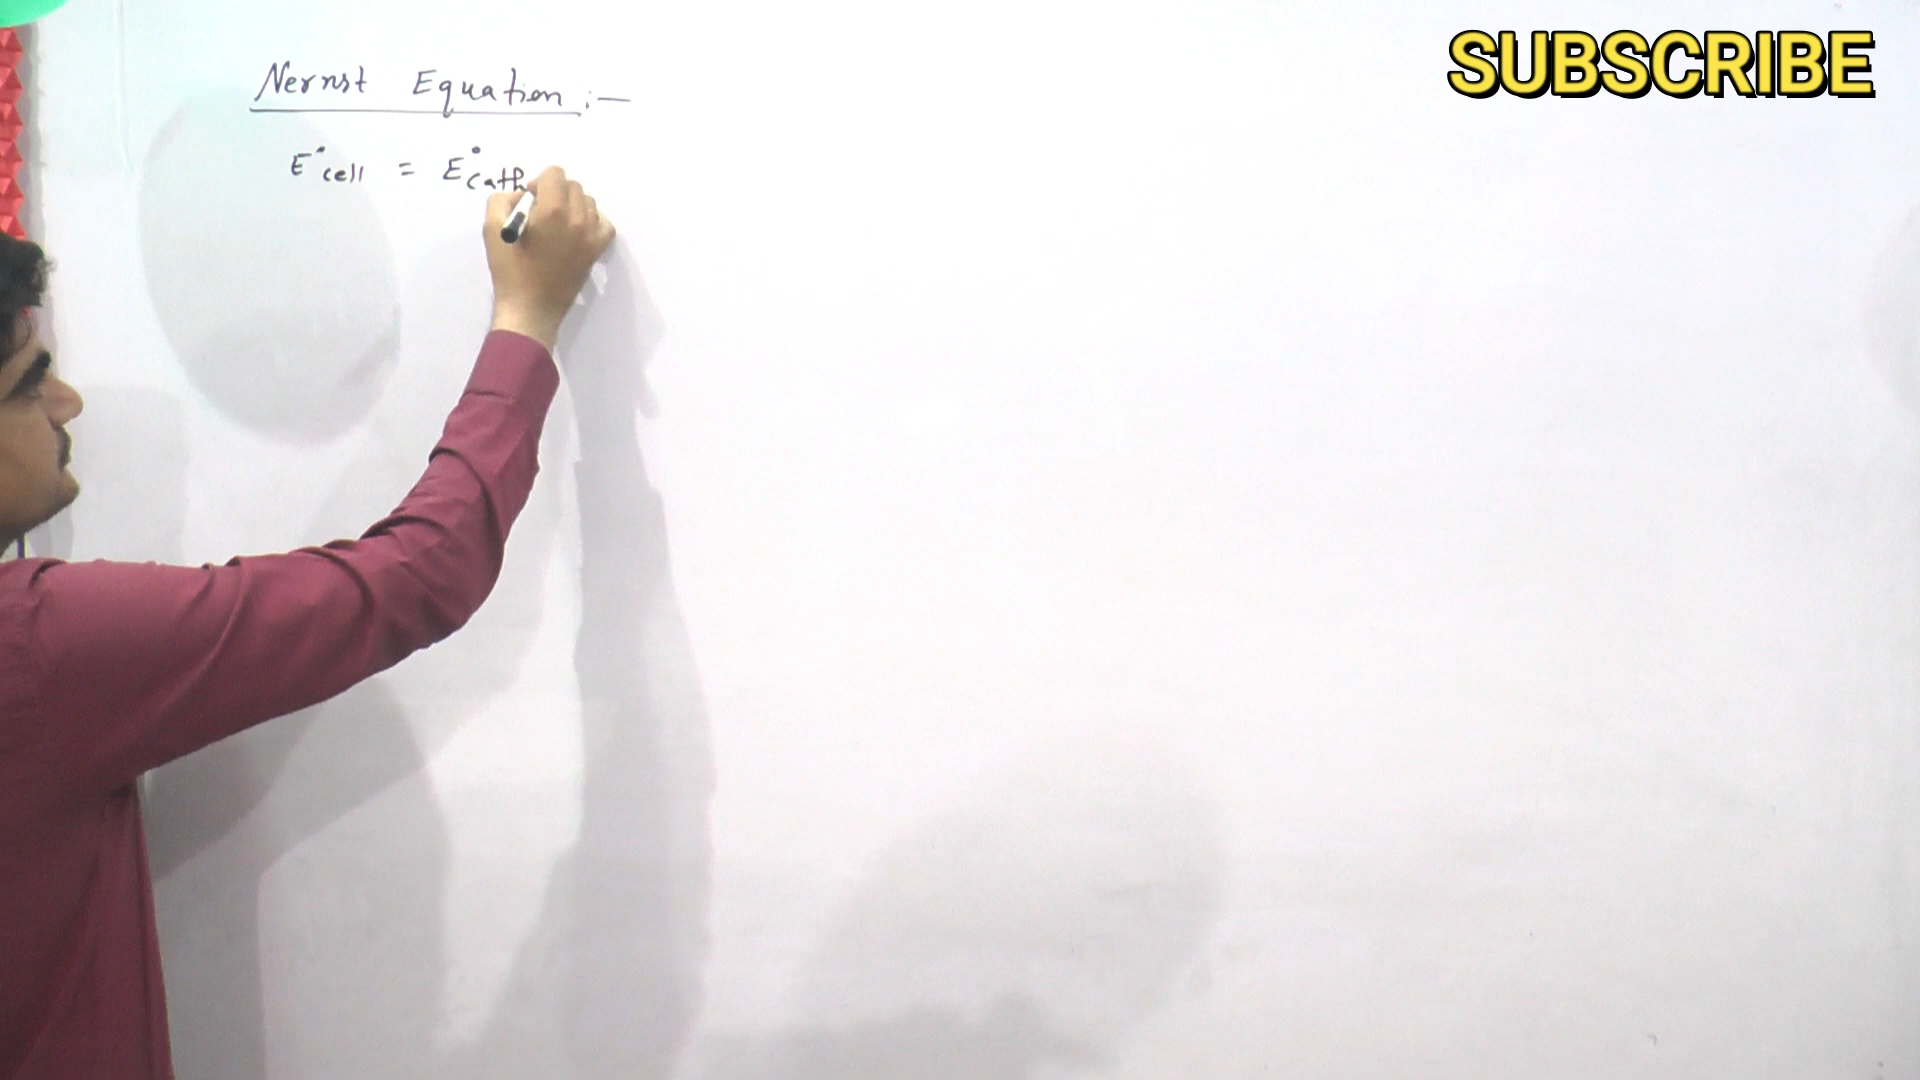 SUBSCRIBE
Nernst Equation :-
E°cell = E°cath